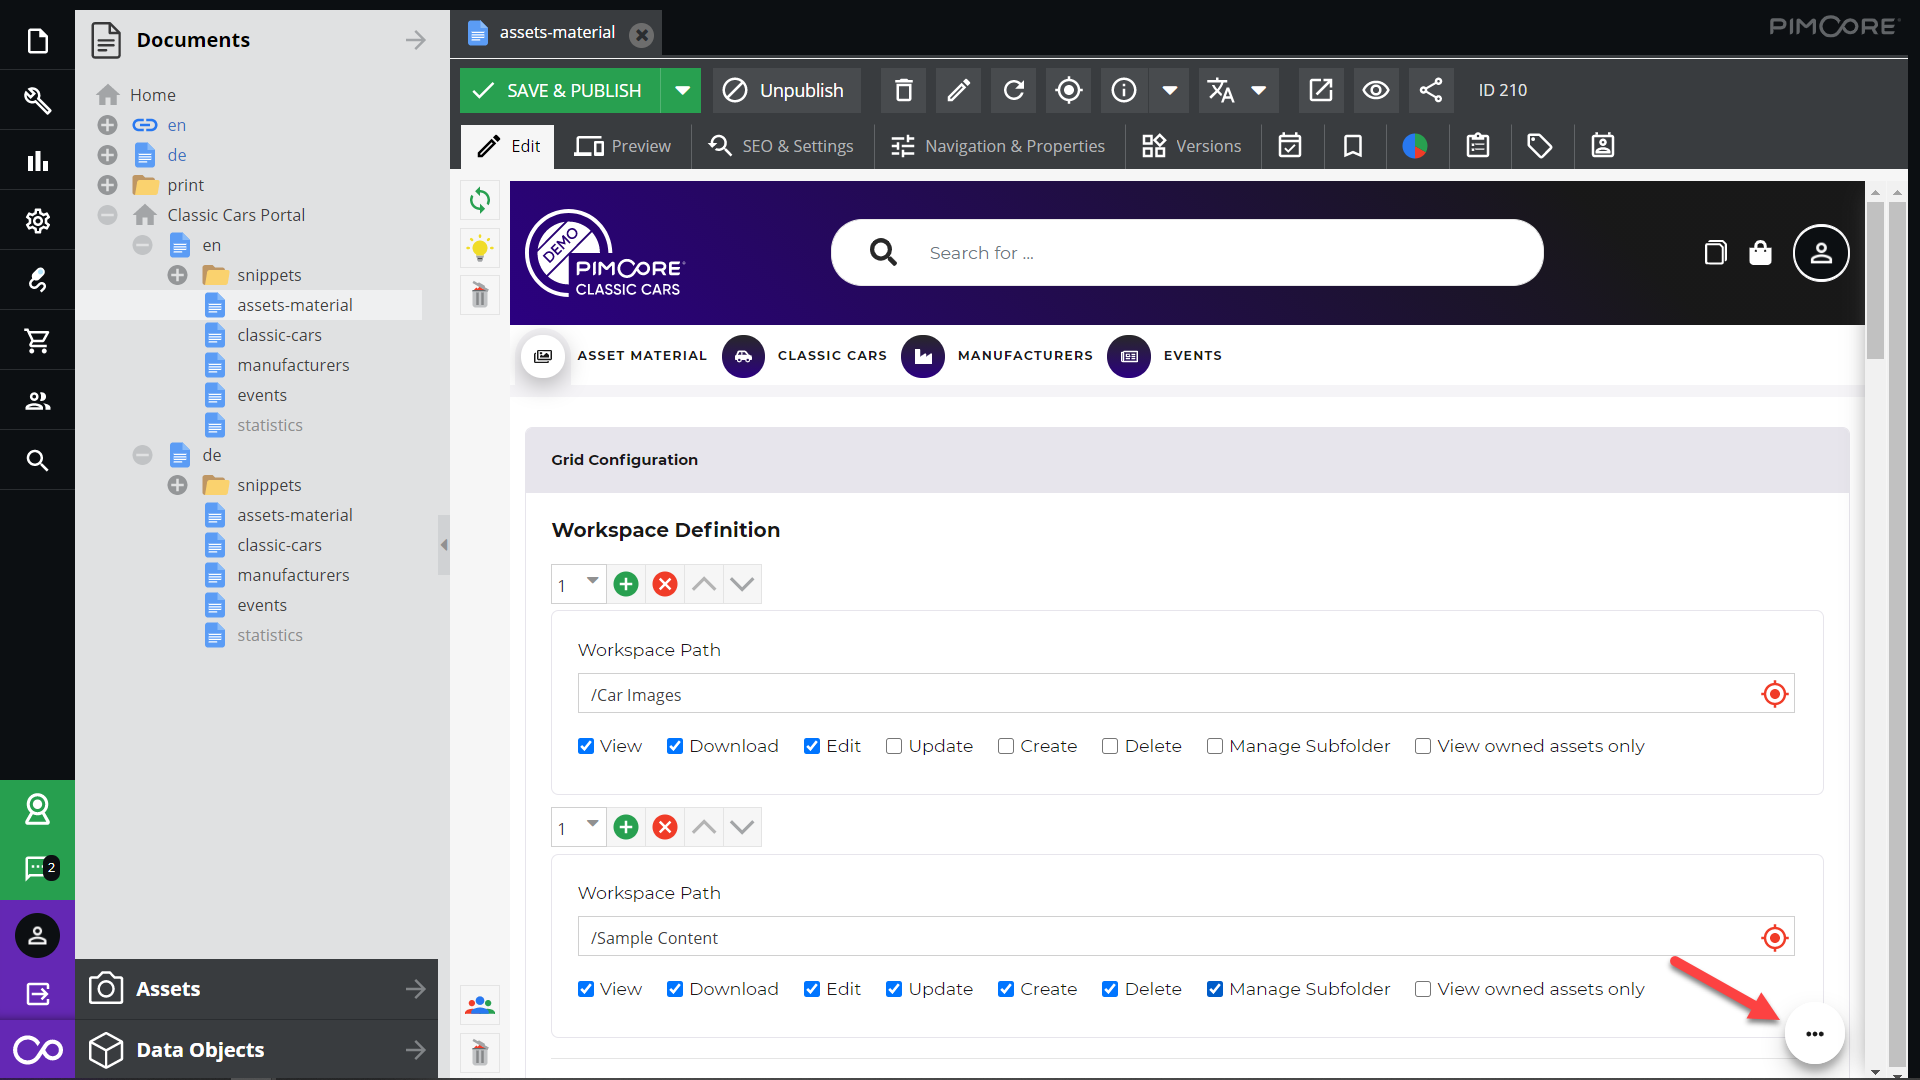 Documents
Home
en
de
print
Classic Cars Portal
en
snippets
assets-material
classic-cars
manufacturers
events
statistics
de
snippets
assets-material
classic-cars
manufacturers
events
statistics
Assets
Data Objects
2
assets-material
PIMCORE
SAVE & PUBLISH
Unpublish
ID 210
Edit
Preview
SEO & Settings
Navigation & Properties
Versions
DEMO
PIMCORE
CLASSIC CARS
Search for ...
ASSET MATERIAL
CLASSIC CARS
MANUFACTURERS
EVENTS
Grid Configuration
Workspace Definition
1
Workspace Path
/Car Images
View Download Edit Update Create Delete Manage Subfolder View owned assets only
1
Workspace Path
/Sample Content
View Download Edit Update Create Delete Manage Subfolder View owned assets only